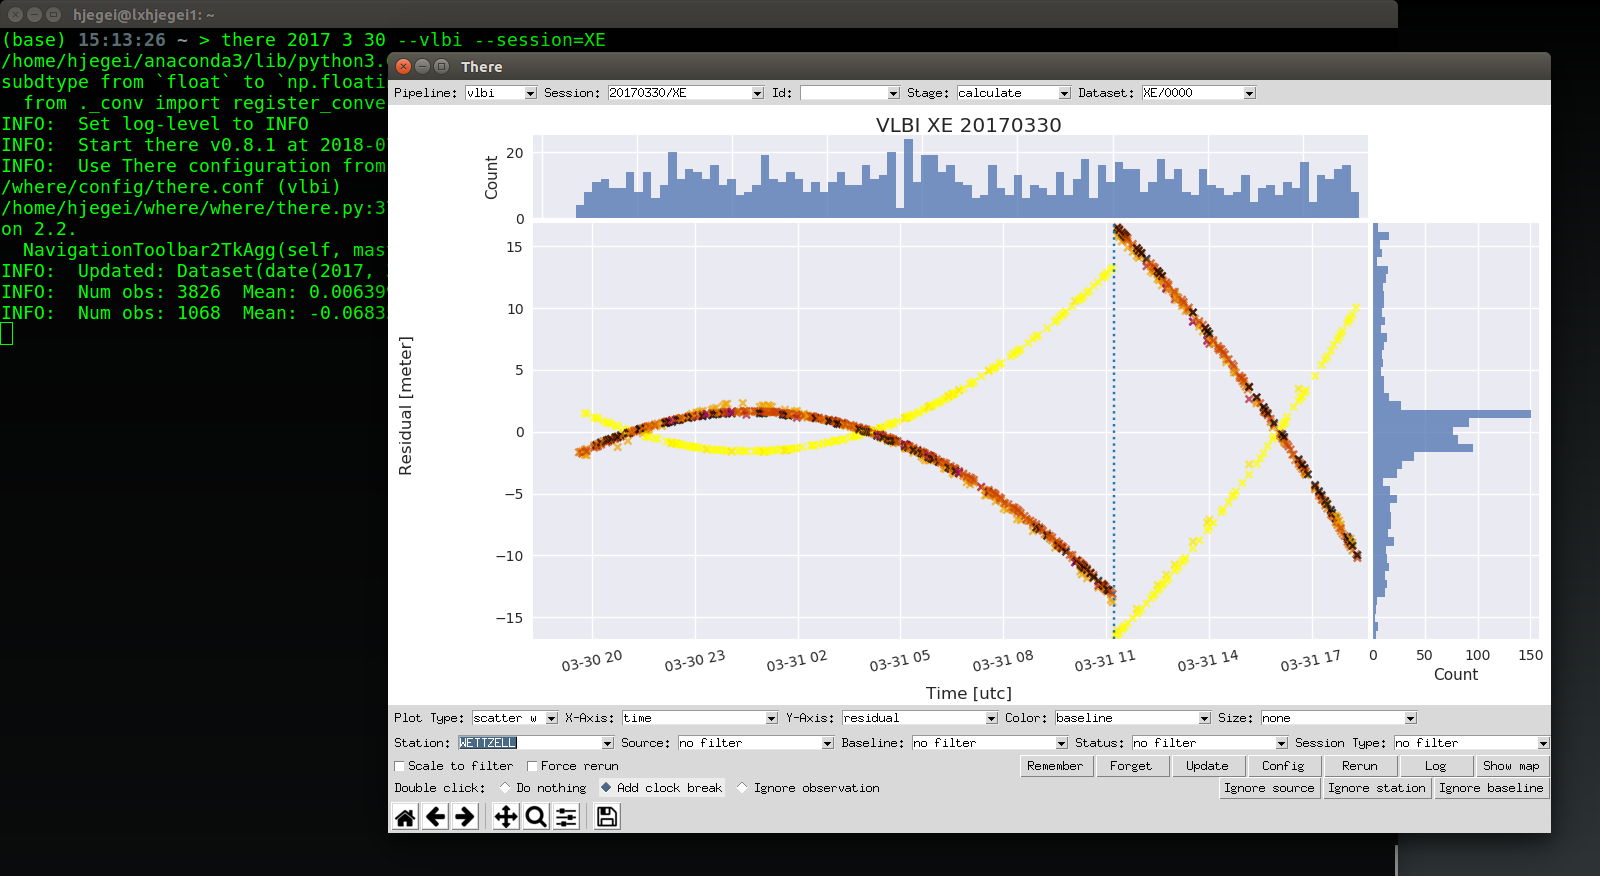 hjegei@lxhjegei1: ~
(base) 15:13:26 ~ > there 2017 3 30 --vlbi --session=XE
/home/hjegei/anaconda3/lib/python3.
subdtype from `float` to `np.floati
from ._conv import register_conve
INFO:  Set log-level to INFO
INFO:  Start there v0.8.1 at 2018-0
INFO:  Use There configuration from
/where/config/there.conf (vlbi)
/home/hjegei/where/where/there.py:3
on 2.2.
NavigationToolbar2TkAgg(self, mas
INFO:  Updated: Dataset(date(2017,
INFO:  Num obs: 3826  Mean: 0.00639
INFO:  Num obs: 1068  Mean: -0.0683
There
Pipeline: vlbi Session: 20170330/XE Id: Stage: calculate Dataset: XE/0000
VLBI XE 20170330
Count
20
0
Residual [meter]
15
10
5
0
−5
−10
−15
03-30 20 03-30 23 03-31 02 03-31 05 03-31 08 03-31 11 03-31 14 03-31 17
Time [utc]
0 50 100 150
Count
Plot Type: scatter w X-Axis: time Y-Axis: residual Color: baseline Size: none
Station: WETTZELL Source: no filter Baseline: no filter Status: no filter Session Type: no filter
Scale to filter Force rerun Remember Forget Update Config Rerun Log Show map
Double click: Do nothing Add clock break Ignore observation Ignore source Ignore station Ignore baseline